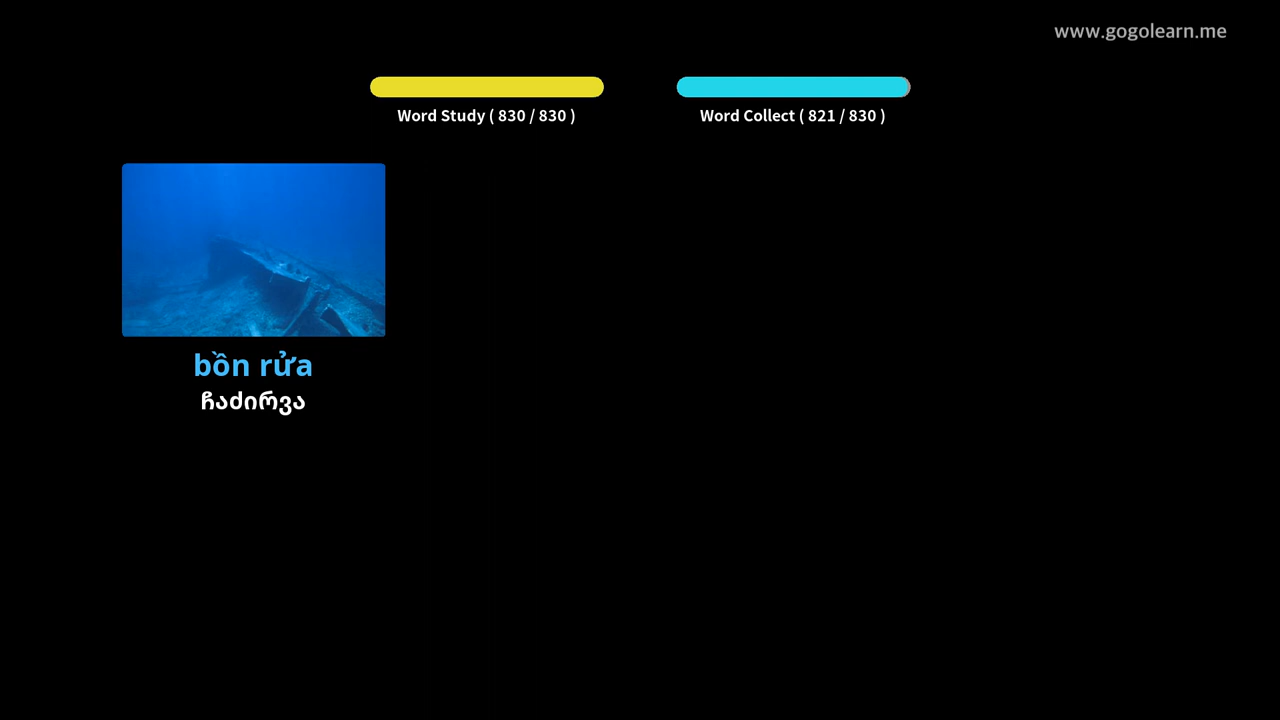 www.gogolearn.me
Word Study ( 830 / 830 )
Word Collect ( 821 / 830 )
bồn rửa
ჩაძირვა